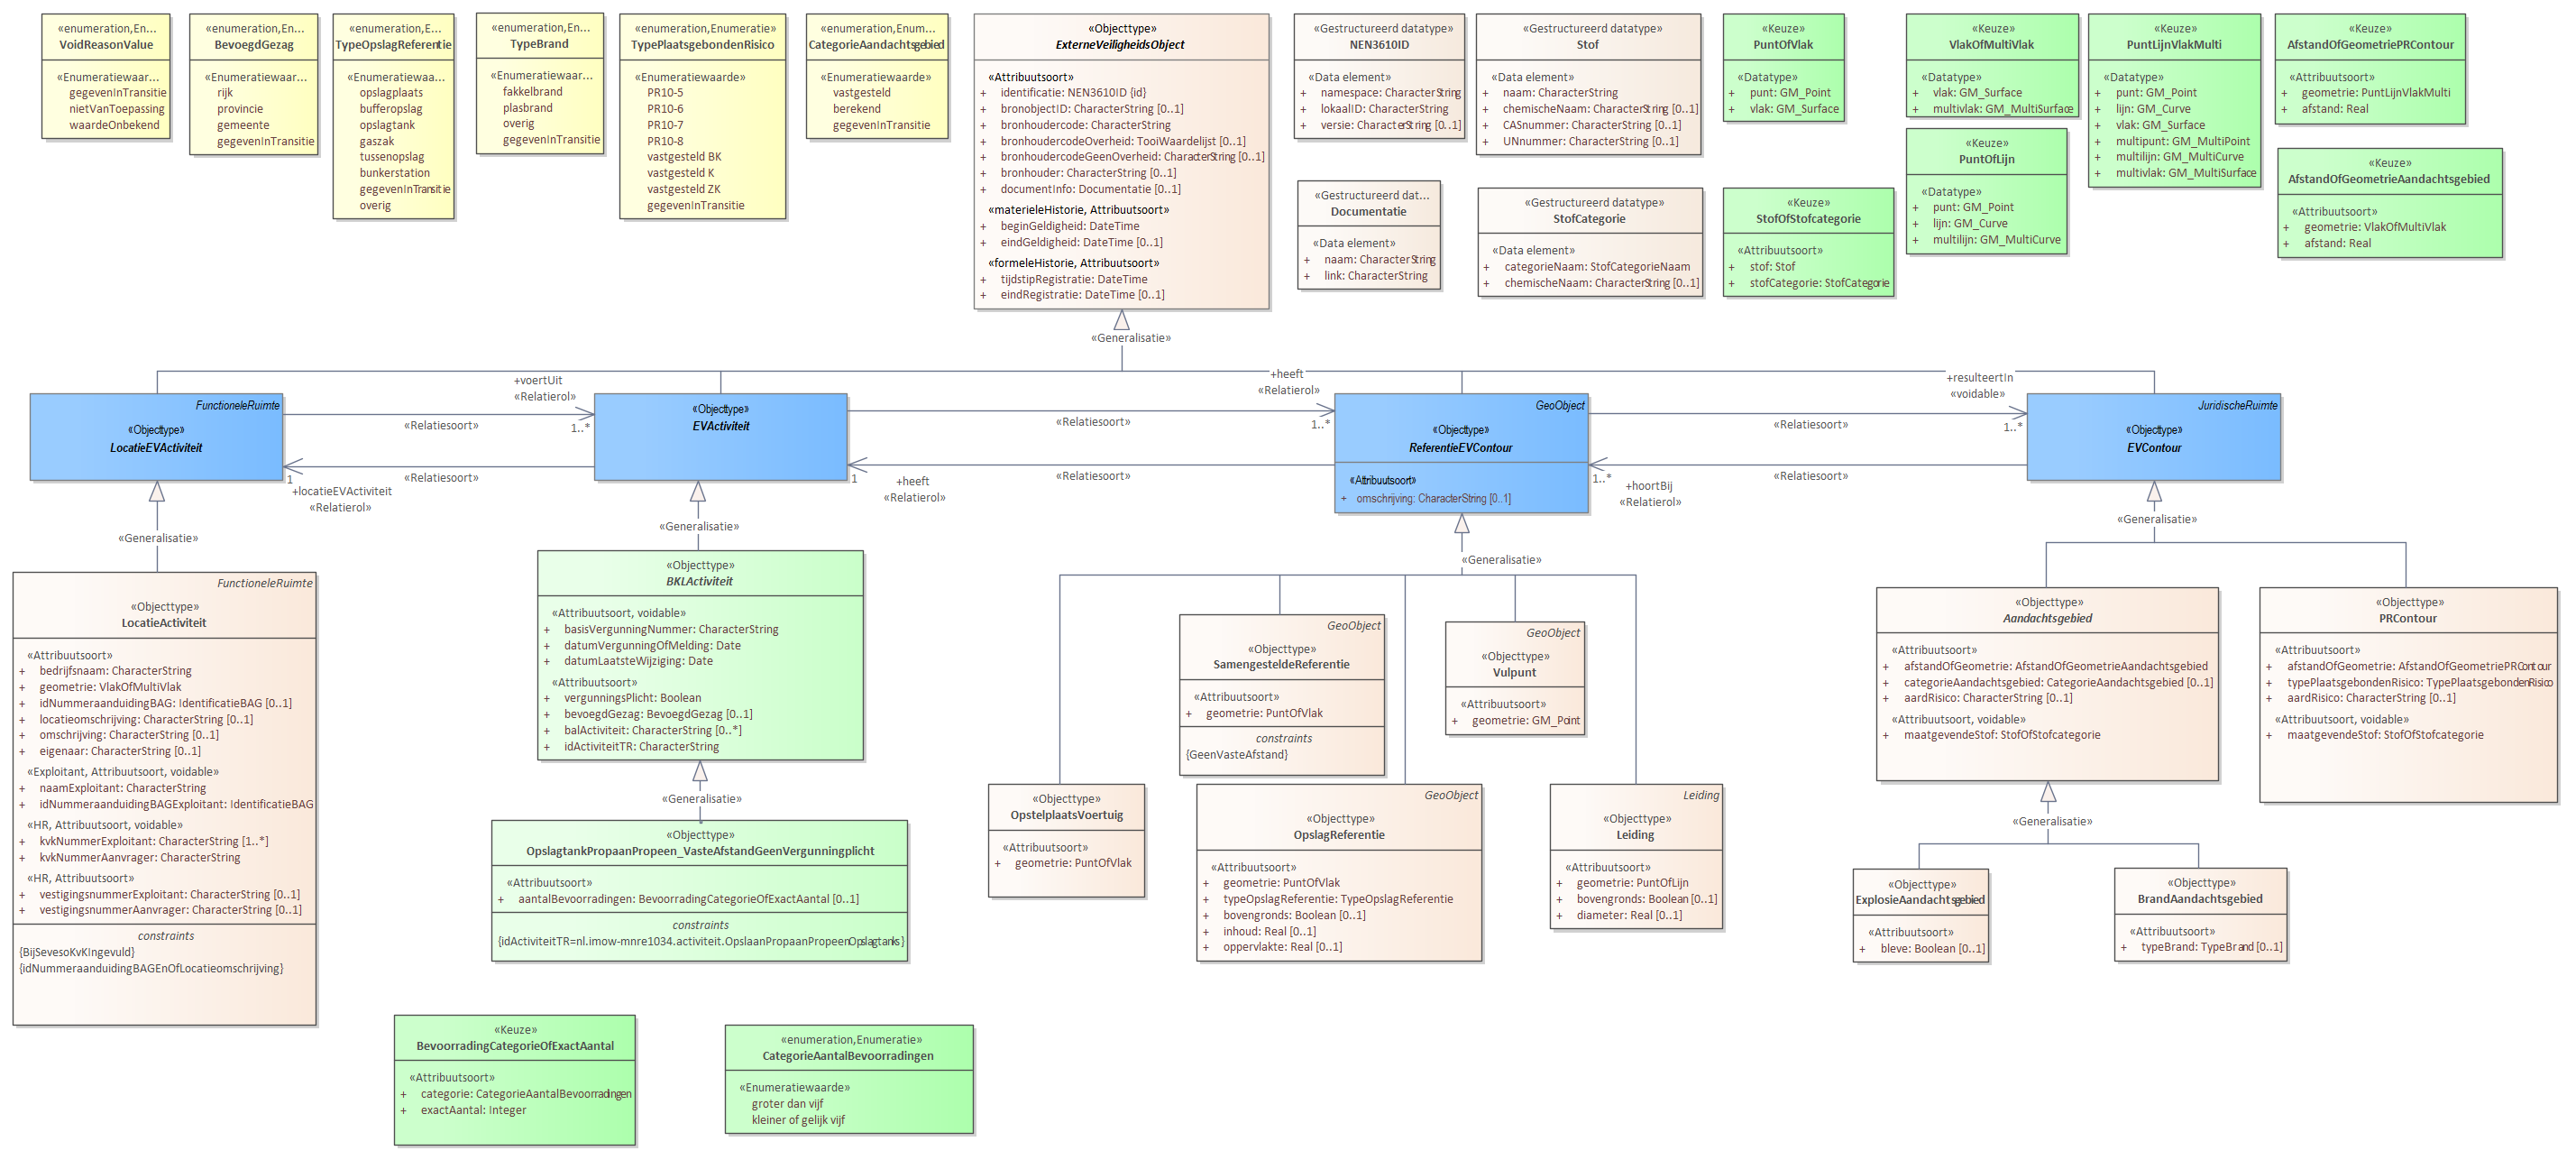 «enumeration,En...
VoidReasonValue
«Enumeratiewaar...
gegevenInTransitie
nietVanToepassing
waardeOnbekend
«enumeration,En...
BevoegdGezag
«Enumeratiewaar...
rijk
provincie
gemeente
gegevenInTransitie
«enumeration,E...
TypeOpslagReferentie
«Enumeratiewaa...
opslagplaats
bufferopslag
opslagtank
gaszak
tussenopslag
bunkerstation
gegevenInTransitie
overig
«enumeration,En...
TypeBrand
«Enumeratiewaar...
fakkelbrand
plasbrand
overig
gegevenInTransitie
«enumeration,Enumeratie»
TypePlaatsgebondenRisico
«Enumeratiewaarde»
PR10-5
PR10-6
PR10-7
PR10-8
vastgesteld BK
vastgesteld K
vastgesteld ZK
gegevenInTransitie
«enumeration,Enum...
CategorieAandachtsgebied
«Enumeratiewaarde»
vastgesteld
berekend
gegevenInTransitie
«Objecttype»
ExterneVeiligheidsObject
«Attribuutsoort»
+ identificatie: NEN3610ID {id}
+ bronobjectID: CharacterString [0..1]
+ bronhoudercode: CharacterString
+ bronhoudercodeOverheid: TooiWaardelijst [0..1]
+ bronhoudercodeGeenOverheid: CharacterString [0..1]
+ bronhouder: CharacterString [0..1]
+ documentInfo: Documentatie [0..1]
«materieleHistorie, Attribuutsoort»
+ beginGeldigheid: DateTime
+ eindGeldigheid: DateTime [0..1]
«formeleHistorie, Attribuutsoort»
+ tijdstipRegistratie: DateTime
+ eindRegistratie: DateTime [0..1]
«Gestructureerd datatype»
NEN3610ID
«Data element»
+ namespace: CharacterString
+ lokaalID: CharacterString
+ versie: CharacterString [0..1]
«Gestructureerd dat...
Documentatie
«Data element»
+ naam: CharacterString
+ link: CharacterString
«Gestructureerd datatype»
Stof
«Data element»
+ naam: CharacterString
+ chemischeNaam: CharacterString [0..1]
+ CASnummer: CharacterString [0..1]
+ UNnummer: CharacterString [0..1]
«Gestructureerd datatype»
StofCategorie
«Data element»
+ categorieNaam: StofCategorieNaam
+ chemischeNaam: CharacterString [0..1]
«Keuze»
PuntOfVlak
«Datatype»
+ punt: GM_Point
+ vlak: GM_Surface
«Keuze»
StofOfStofcategorie
«Attribuutsoort»
+ stof: Stof
+ stofCategorie: StofCategorie
«Keuze»
VlakOfMultiVlak
«Datatype»
+ vlak: GM_Surface
+ multivlak: GM_MultiSurface
«Keuze»
PuntOfLijn
«Datatype»
+ punt: GM_Point
+ lijn: GM_Curve
+ multilijn: GM_MultiCurve
«Keuze»
PuntLijnVlakMulti
«Datatype»
+ punt: GM_Point
+ lijn: GM_Curve
+ vlak: GM_Surface
+ multipunt: GM_MultiPoint
+ multilijn: GM_MultiCurve
+ multivlak: GM_MultiSurface
«Keuze»
AfstandOfGeometriePRContour
«Attribuutsoort»
+ geometrie: PuntLijnVlakMulti
+ afstand: Real
«Keuze»
AfstandOfGeometrieAandachtsgebied
«Attribuutsoort»
+ geometrie: VlakOfMultiVlak
+ afstand: Real
«Generalisatie»
FunctioneleRuimte
«Objecttype»
LocatieEVActiviteit
+voertUit
«Relatierol»
«Relatiesoort»
1..*
«Relatiesoort»
1
+locatieEVActiviteit
«Relatierol»
«Objecttype»
EVActiviteit
+heeft
«Relatierol»
«Relatiesoort»
1..*
«Relatiesoort»
1
+heeft
«Relatierol»
GeoObject
«Objecttype»
ReferentieEVContour
«Attribuutsoort»
+ omschrijving: CharacterString [0..1]
+resulteertIn
«voidable»
«Relatiesoort»
1..*
«Relatiesoort»
1..*
+hoortBij
«Relatierol»
JuridischeRuimte
«Objecttype»
EVContour
«Generalisatie»
«Generalisatie»
«Generalisatie»
«Generalisatie»
FunctioneleRuimte
«Objecttype»
LocatieActiviteit
«Attribuutsoort»
+ bedrijfsnaam: CharacterString
+ geometrie: VlakOfMultiVlak
+ idNummeraanduidingBAG: IdentificatieBAG [0..1]
+ locatieomschrijving: CharacterString [0..1]
+ omschrijving: CharacterString [0..1]
+ eigenaar: CharacterString [0..1]
«Exploitant, Attribuutsoort, voidable»
+ naamExploitant: CharacterString
+ idNummeraanduidingBAGExploitant: IdentificatieBAG
«HR, Attribuutsoort, voidable»
+ kvkNummerExploitant: CharacterString [1..*]
+ kvkNummerAanvrager: CharacterString
«HR, Attribuutsoort»
+ vestigingsnummerExploitant: CharacterString [0..1]
+ vestigingsnummerAanvrager: CharacterString [0..1]
constraints
{BijSevesoKvKIngevuld}
{idNummeraanduidingBAGEnOfLocatieomschrijving}
«Objecttype»
BKLActiviteit
«Attribuutsoort, voidable»
+ basisVergunningNummer: CharacterString
+ datumVergunningOfMelding: Date
+ datumLaatsteWijziging: Date
«Attribuutsoort»
+ vergunningsPlicht: Boolean
+ bevoegdGezag: BevoegdGezag [0..1]
+ balActiviteit: CharacterString [0..*]
+ idActiviteitTR: CharacterString
«Generalisatie»
«Objecttype»
OpslagtankPropaanPropeen_VasteAfstandGeenVergunningplicht
«Attribuutsoort»
+ aantalBevoorradingen: BevoorradingCategorieOfExactAantal [0..1]
constraints
{idActiviteitTR=nl.imow-mnre1034.activiteit.OpslaanPropaanPropeenOpslagtanks}
GeoObject
«Objecttype»
SamengesteldeReferentie
«Attribuutsoort»
+ geometrie: PuntOfVlak
constraints
{GeenVasteAfstand}
GeoObject
«Objecttype»
Vulpunt
«Attribuutsoort»
+ geometrie: GM_Point
«Objecttype»
OpstelplaatsVoertuig
«Attribuutsoort»
+ geometrie: PuntOfVlak
GeoObject
«Objecttype»
OpslagReferentie
«Attribuutsoort»
+ geometrie: PuntOfVlak
+ typeOpslagReferentie: TypeOpslagReferentie
+ bovengronds: Boolean [0..1]
+ inhoud: Real [0..1]
+ oppervlakte: Real [0..1]
Leiding
«Objecttype»
Leiding
«Attribuutsoort»
+ geometrie: PuntOfLijn
+ bovengronds: Boolean [0..1]
+ diameter: Real [0..1]
«Objecttype»
Aandachtsgebied
«Attribuutsoort»
+ afstandOfGeometrie: AfstandOfGeometrieAandachtsgebied
+ categorieAandachtsgebied: CategorieAandachtsgebied [0..1]
+ aardRisico: CharacterString [0..1]
«Attribuutsoort, voidable»
+ maatgevendeStof: StofOfStofcategorie
«Objecttype»
PRContour
«Attribuutsoort»
+ afstandOfGeometrie: AfstandOfGeometriePRContour
+ typePlaatsgebondenRisico: TypePlaatsgebondenRisico
+ aardRisico: CharacterString [0..1]
«Attribuutsoort, voidable»
+ maatgevendeStof: StofOfStofcategorie
«Generalisatie»
«Objecttype»
ExplosieAandachtsgebied
«Attribuutsoort»
+ bleve: Boolean [0..1]
«Objecttype»
BrandAandachtsgebied
«Attribuutsoort»
+ typeBrand: TypeBrand [0..1]
«Keuze»
BevoorradingCategorieOfExactAantal
«Attribuutsoort»
+ categorie: CategorieAantalBevoorradingen
+ exactAantal: Integer
«enumeration,Enumeratie»
CategorieAantalBevoorradingen
«Enumeratiewaarde»
groter dan vijf
kleiner of gelijk vijf